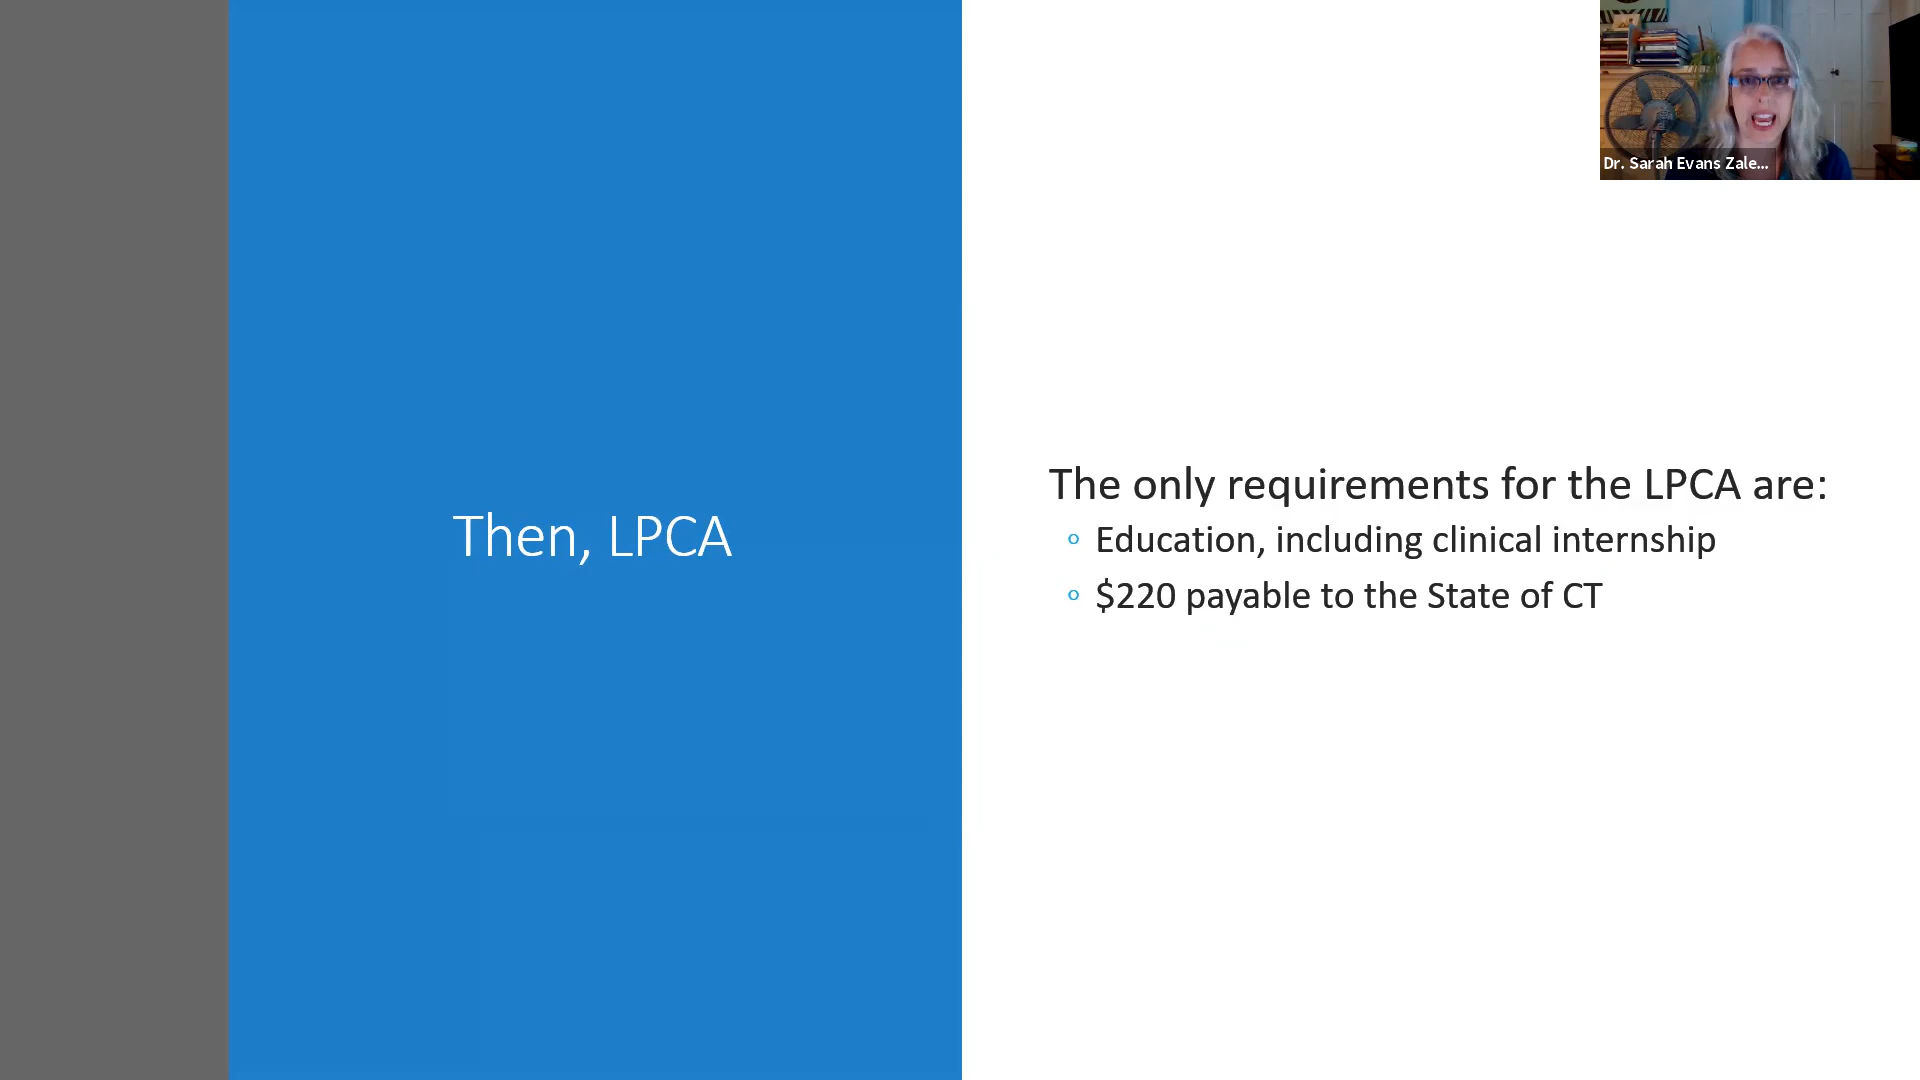 Then, LPCA
The only requirements for the LPCA are:
Education, including clinical internship
$220 payable to the State of CT
Dr. Sarah Evans Zale...